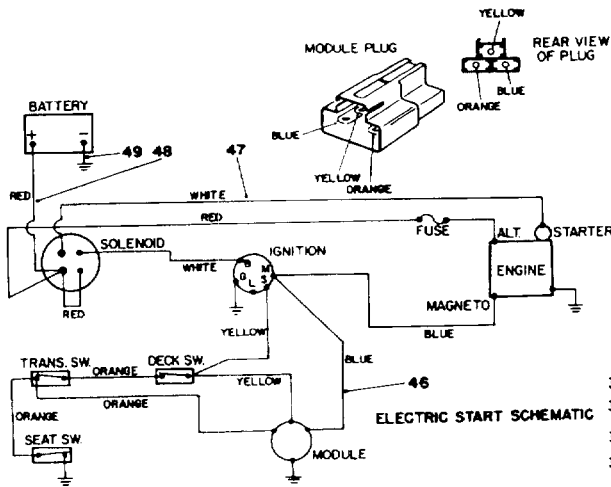 YELLOW
MODULE PLUG
REAR VIEW
OF PLUG
BLUE
ORANGE
BATTERY
+ −
49 48
47
BLUE
YELLOW
ORANGE
RED
WHITE
RED
SOLENOID
FUSE
ALT.
STARTER
IGNITION
WHITE
B
M
G
S
L
ENGINE
RED
MAGNETO
YELLOW
BLUE
TRANS. SW.
ORANGE
DECK SW.
BLUE
46
YELLOW
ORANGE
ORANGE
ELECTRIC START SCHEMATIC
SEAT SW.
MODULE